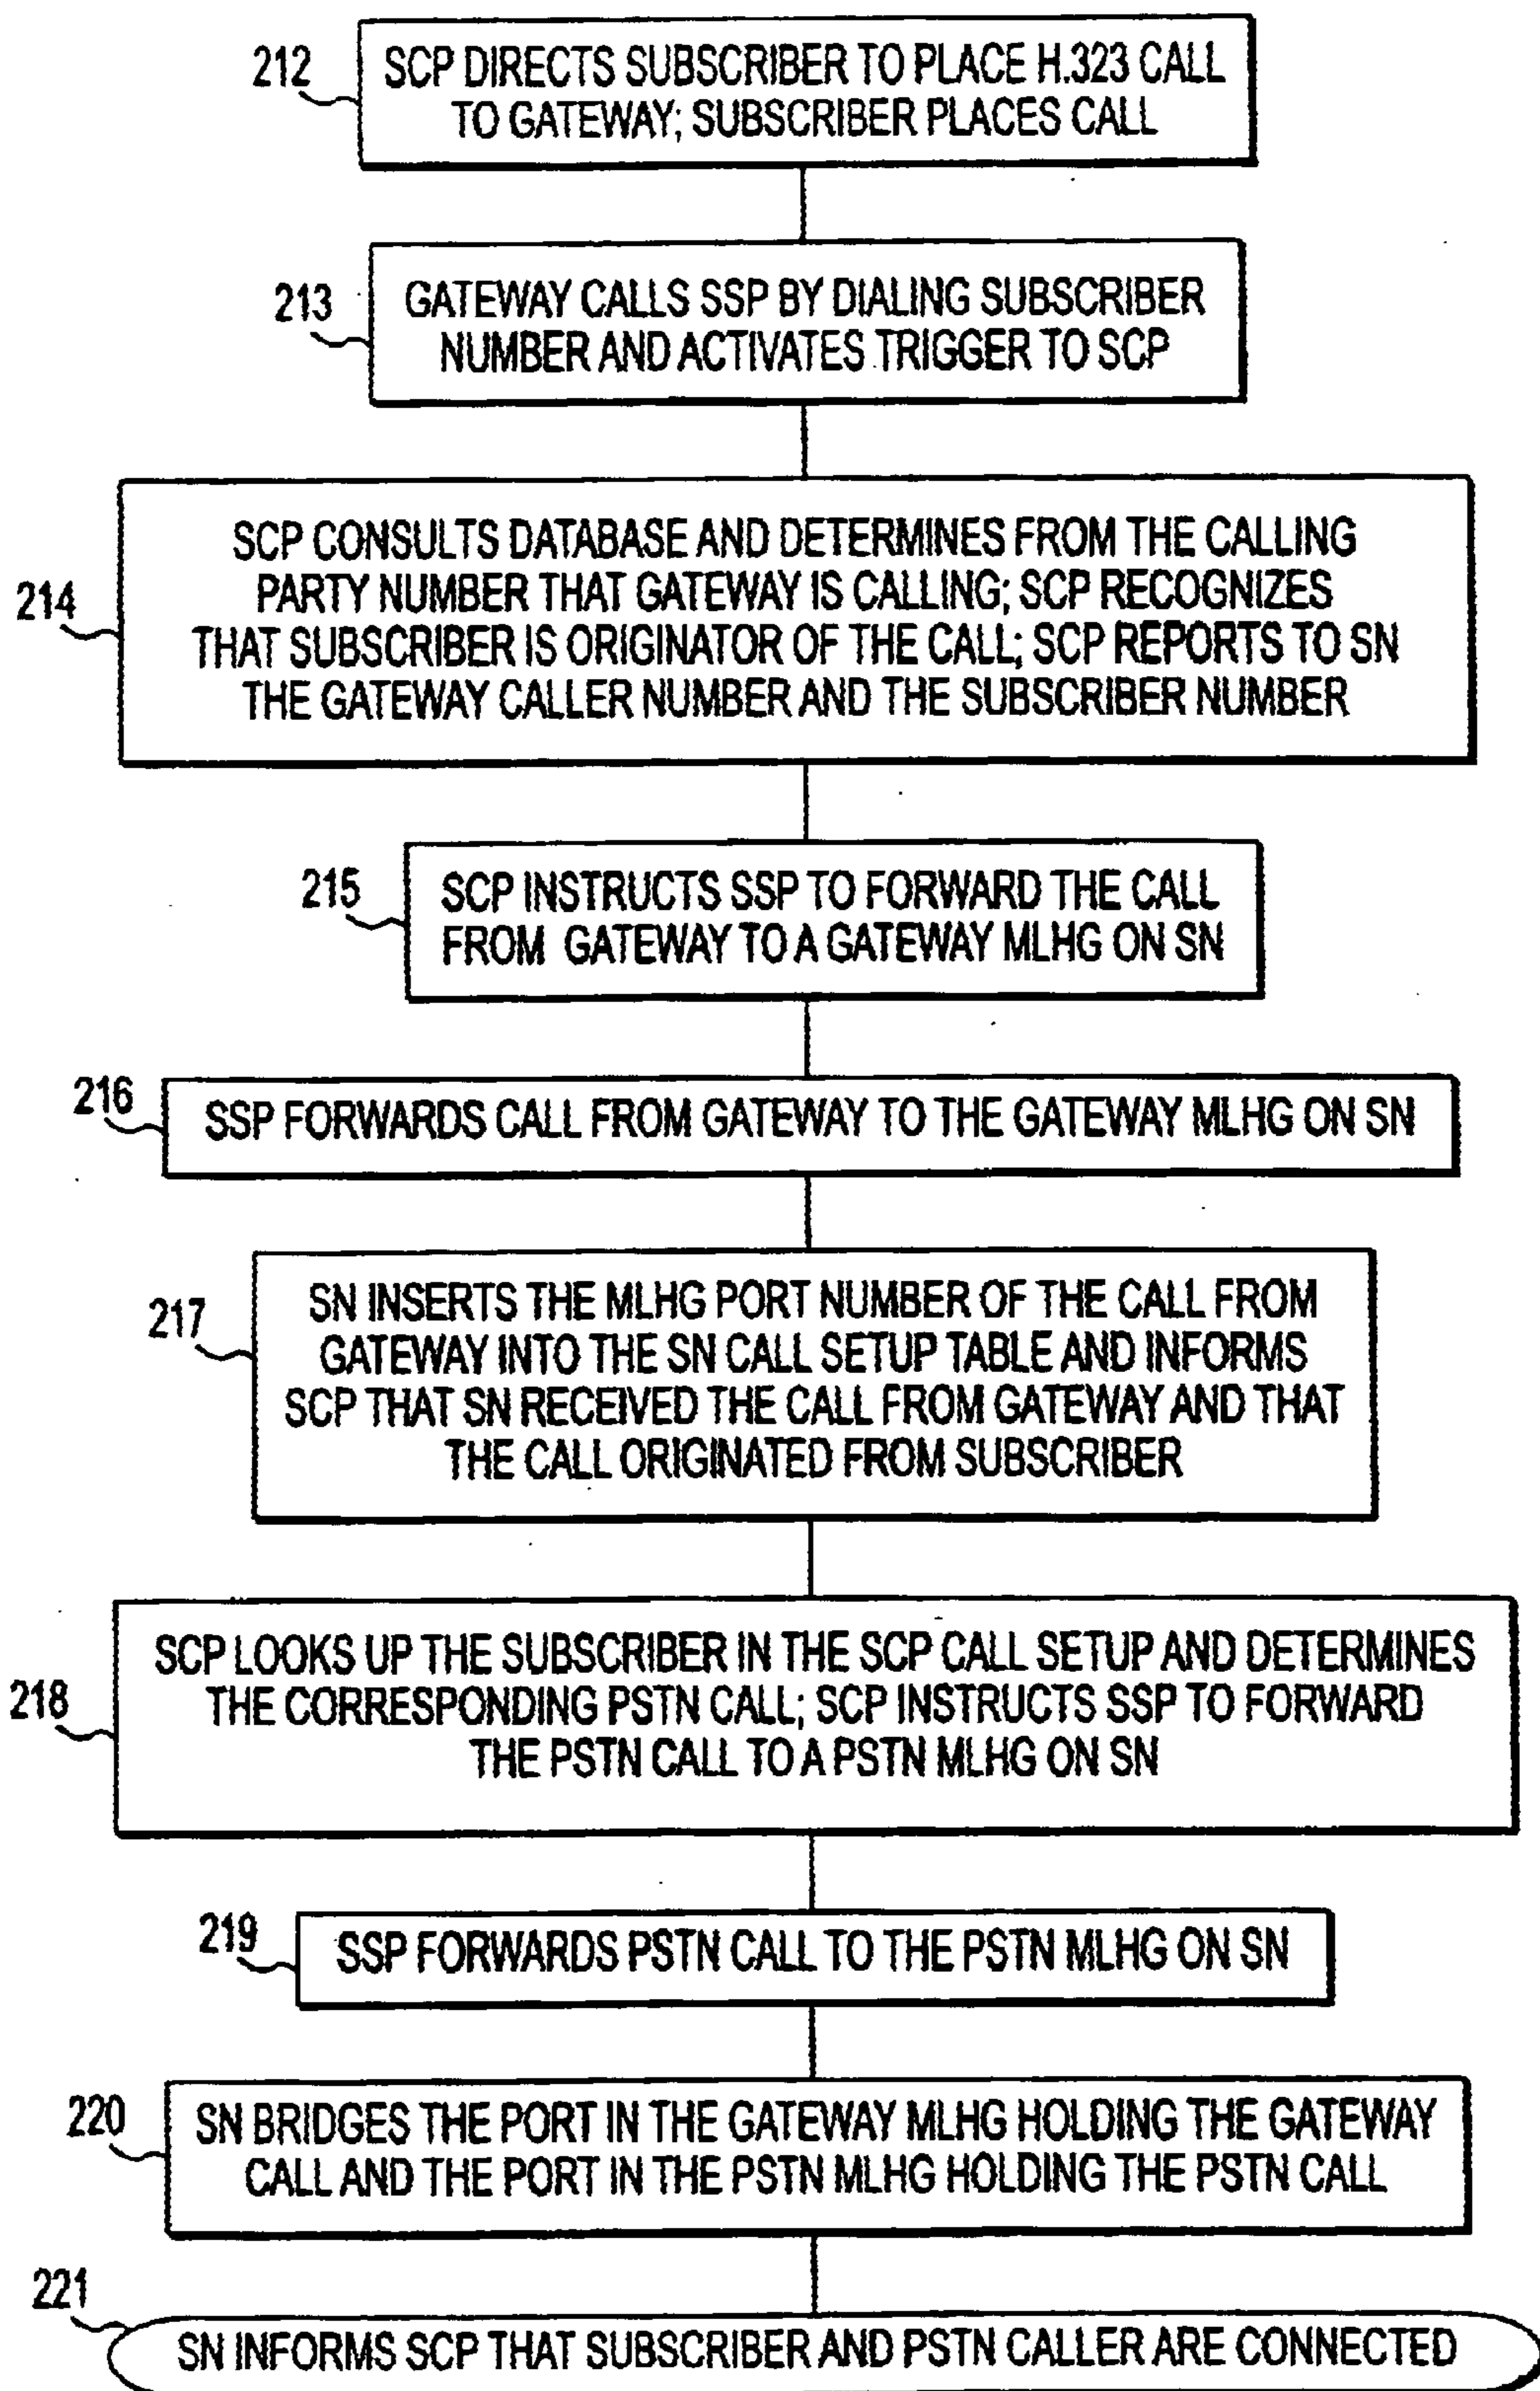 212
SCP DIRECTS SUBSCRIBER TO PLACE H.323 CALL
TO GATEWAY; SUBSCRIBER PLACES CALL
213
GATEWAY CALLS SSP BY DIALING SUBSCRIBER
NUMBER AND ACTIVATES TRIGGER TO SCP
214
SCP CONSULTS DATABASE AND DETERMINES FROM THE CALLING
PARTY NUMBER THAT GATEWAY IS CALLING; SCP RECOGNIZES
THAT SUBSCRIBER IS ORIGINATOR OF THE CALL; SCP REPORTS TO SN
THE GATEWAY CALLER NUMBER AND THE SUBSCRIBER NUMBER
215
SCP INSTRUCTS SSP TO FORWARD THE CALL
FROM GATEWAY TO A GATEWAY MLHG ON SN
216
SSP FORWARDS CALL FROM GATEWAY TO THE GATEWAY MLHG ON SN
217
SN INSERTS THE MLHG PORT NUMBER OF THE CALL FROM
GATEWAY INTO THE SN CALL SETUP TABLE AND INFORMS
SCP THAT SN RECEIVED THE CALL FROM GATEWAY AND THAT
THE CALL ORIGINATED FROM SUBSCRIBER
218
SCP LOOKS UP THE SUBSCRIBER IN THE SCP CALL SETUP AND DETERMINES
THE CORRESPONDING PSTN CALL; SCP INSTRUCTS SSP TO FORWARD
THE PSTN CALL TO A PSTN MLHG ON SN
219
SSP FORWARDS PSTN CALL TO THE PSTN MLHG ON SN
220
SN BRIDGES THE PORT IN THE GATEWAY MLHG HOLDING THE GATEWAY
CALL AND THE PORT IN THE PSTN MLHG HOLDING THE PSTN CALL
221
SN INFORMS SCP THAT SUBSCRIBER AND PSTN CALLER ARE CONNECTED